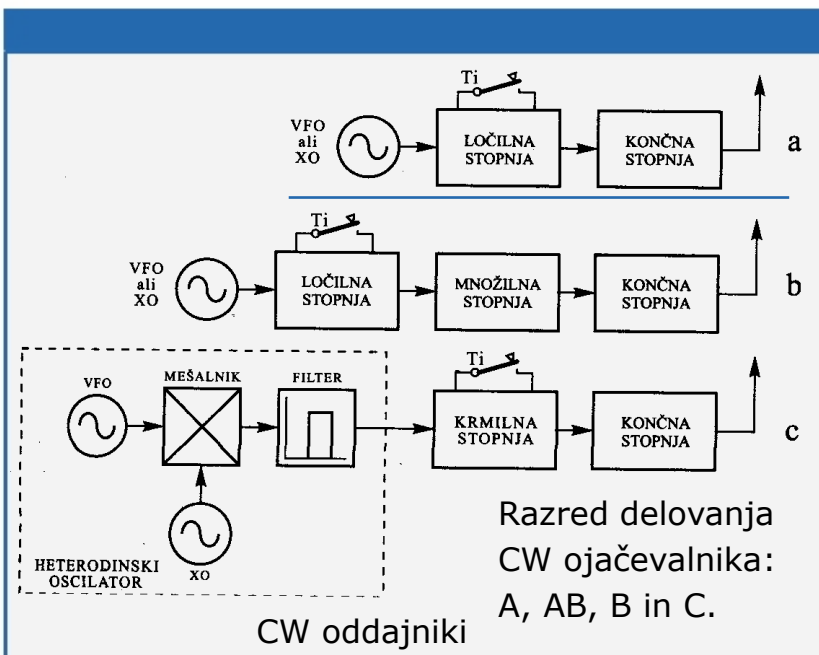 Ti
VFO
ali
XO
LOČILNA
STOPNJA
KONČNA
STOPNJA
a
Ti
VFO
ali
XO
LOČILNA
STOPNJA
MNOŽILNA
STOPNJA
KONČNA
STOPNJA
b
VFO
MEŠALNIK
FILTER
Ti
KRMILNA
STOPNJA
KONČNA
STOPNJA
c
XO
HETERODINSKI
OSCILATOR
Razred delovanja
CW ojačevalnika:
A, AB, B in C.
CW oddajniki